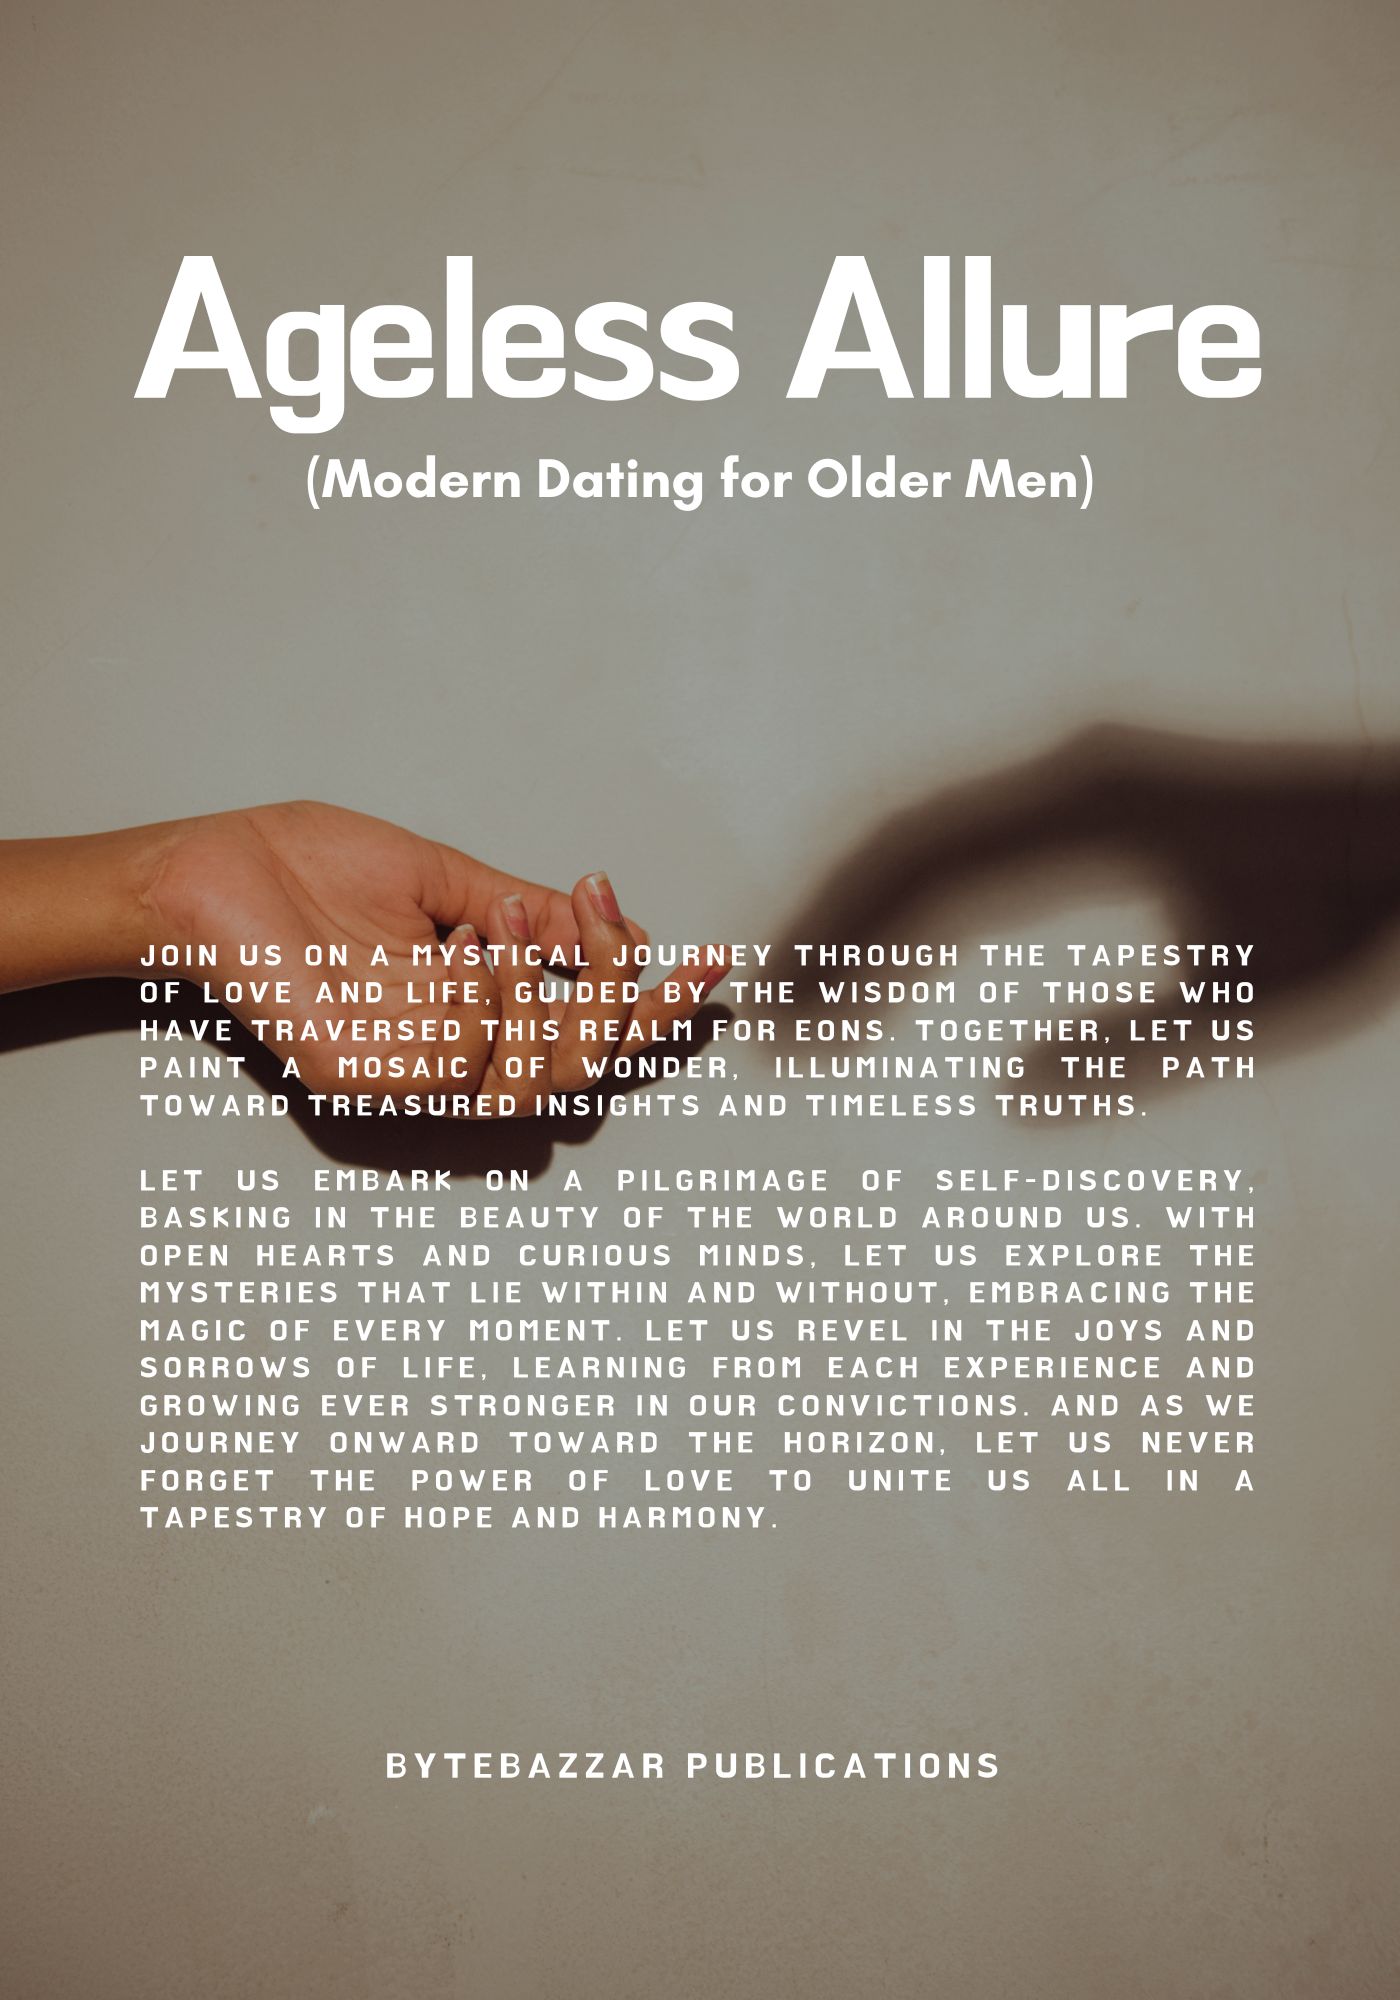 Ageless Allure
(Modern Dating for Older Men)
JOIN US ON A MYSTICAL JOURNEY THROUGH THE TAPESTRY
OF LOVE AND LIFE, GUIDED BY THE WISDOM OF THOSE WHO
HAVE TRAVERSED THIS REALM FOR EONS. TOGETHER, LET US
PAINT A MOSAIC OF WONDER, ILLUMINATING THE PATH
TOWARD TREASURED INSIGHTS AND TIMELESS TRUTHS.
LET US EMBARK ON A PILGRIMAGE OF SELF-DISCOVERY,
BASKING IN THE BEAUTY OF THE WORLD AROUND US. WITH
OPEN HEARTS AND CURIOUS MINDS, LET US EXPLORE THE
MYSTERIES THAT LIE WITHIN AND WITHOUT, EMBRACING THE
MAGIC OF EVERY MOMENT. LET US REVEL IN THE JOYS AND
SORROWS OF LIFE, LEARNING FROM EACH EXPERIENCE AND
GROWING EVER STRONGER IN OUR CONVICTIONS. AND AS WE
JOURNEY ONWARD TOWARD THE HORIZON, LET US NEVER
FORGET THE POWER OF LOVE TO UNITE US ALL IN A
TAPESTRY OF HOPE AND HARMONY.
BYTEBAZZAR PUBLICATIONS